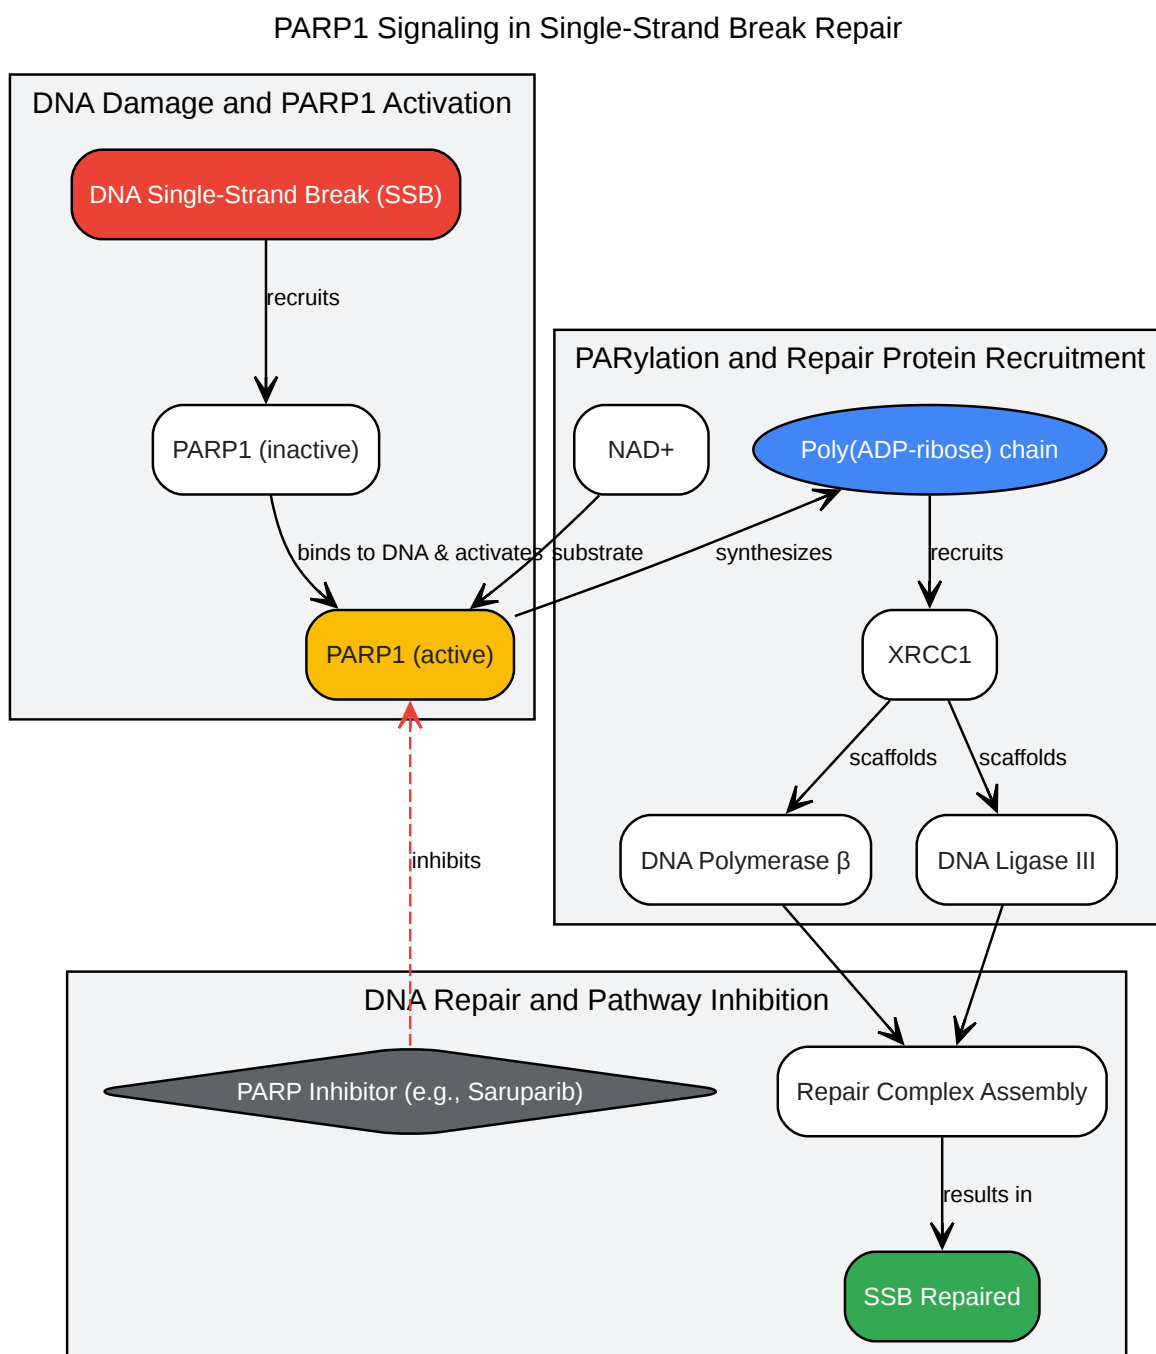 PARP1 Signaling in Single-Strand Break Repair
DNA Damage and PARP1 Activation
DNA Single-Strand Break (SSB)
recruits
PARylation and Repair Protein Recruitment
PARP1 (inactive)
NAD+
Poly(ADP-ribose) chain
binds to DNA & activates
substrate
synthesizes
recruits
PARP1 (active)
XRCC1
scaffolds
scaffolds
inhibits
DNA Polymerase β
DNA Ligase III
DNA Repair and Pathway Inhibition
PARP Inhibitor (e.g., Saruparib)
Repair Complex Assembly
results in
SSB Repaired